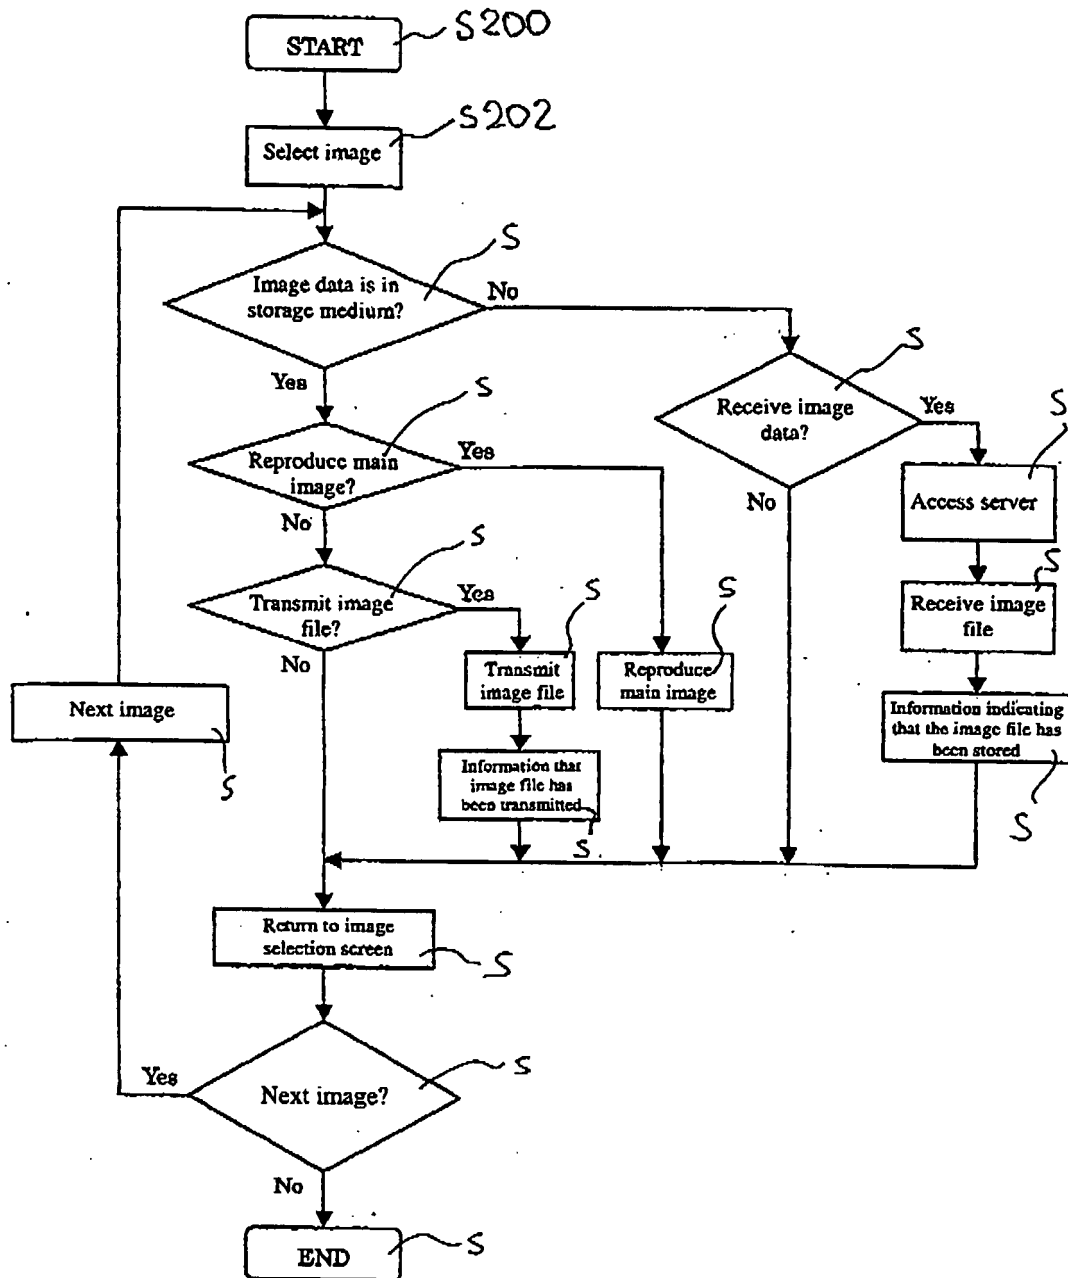 START
S200
Select image
S202
Image data is in
storage medium?
S
No
Yes
Receive image
data?
S
Yes
No
Reproduce main
image?
S
Yes
No
Access server
S
Transmit image
file?
S
Yes
No
Receive image
file
S
Transmit
image file
S
Reproduce
main image
S
Next image
S
Information indicating
that the image file has
been stored
S
Information that
image file has
been transmitted
S
Return to image
selection screen
S
Next image?
S
Yes
No
END
S